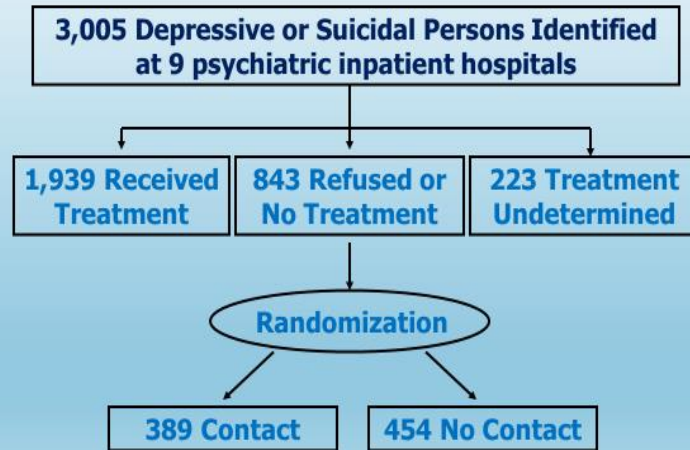 3,005 Depressive or Suicidal Persons Identified
at 9 psychiatric inpatient hospitals
1,939 Received
Treatment
843 Refused or
No Treatment
223 Treatment
Undetermined
Randomization
389 Contact
454 No Contact